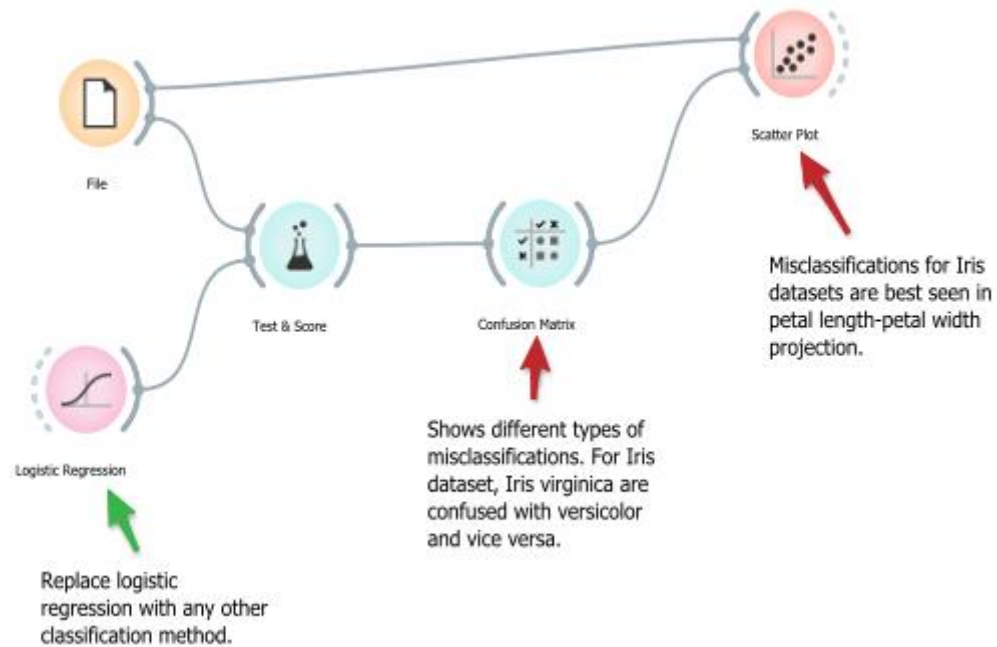 Scatter Plot
File
Misclassifications for Iris
datasets are best seen in
petal length-petal width
projection.
Test & Score
Confusion Matrix
Shows different types of
misclassifications. For Iris
dataset, Iris virginica are
confused with versicolor
and vice versa.
Logistic Regression
Replace logistic
regression with any other
classification method.